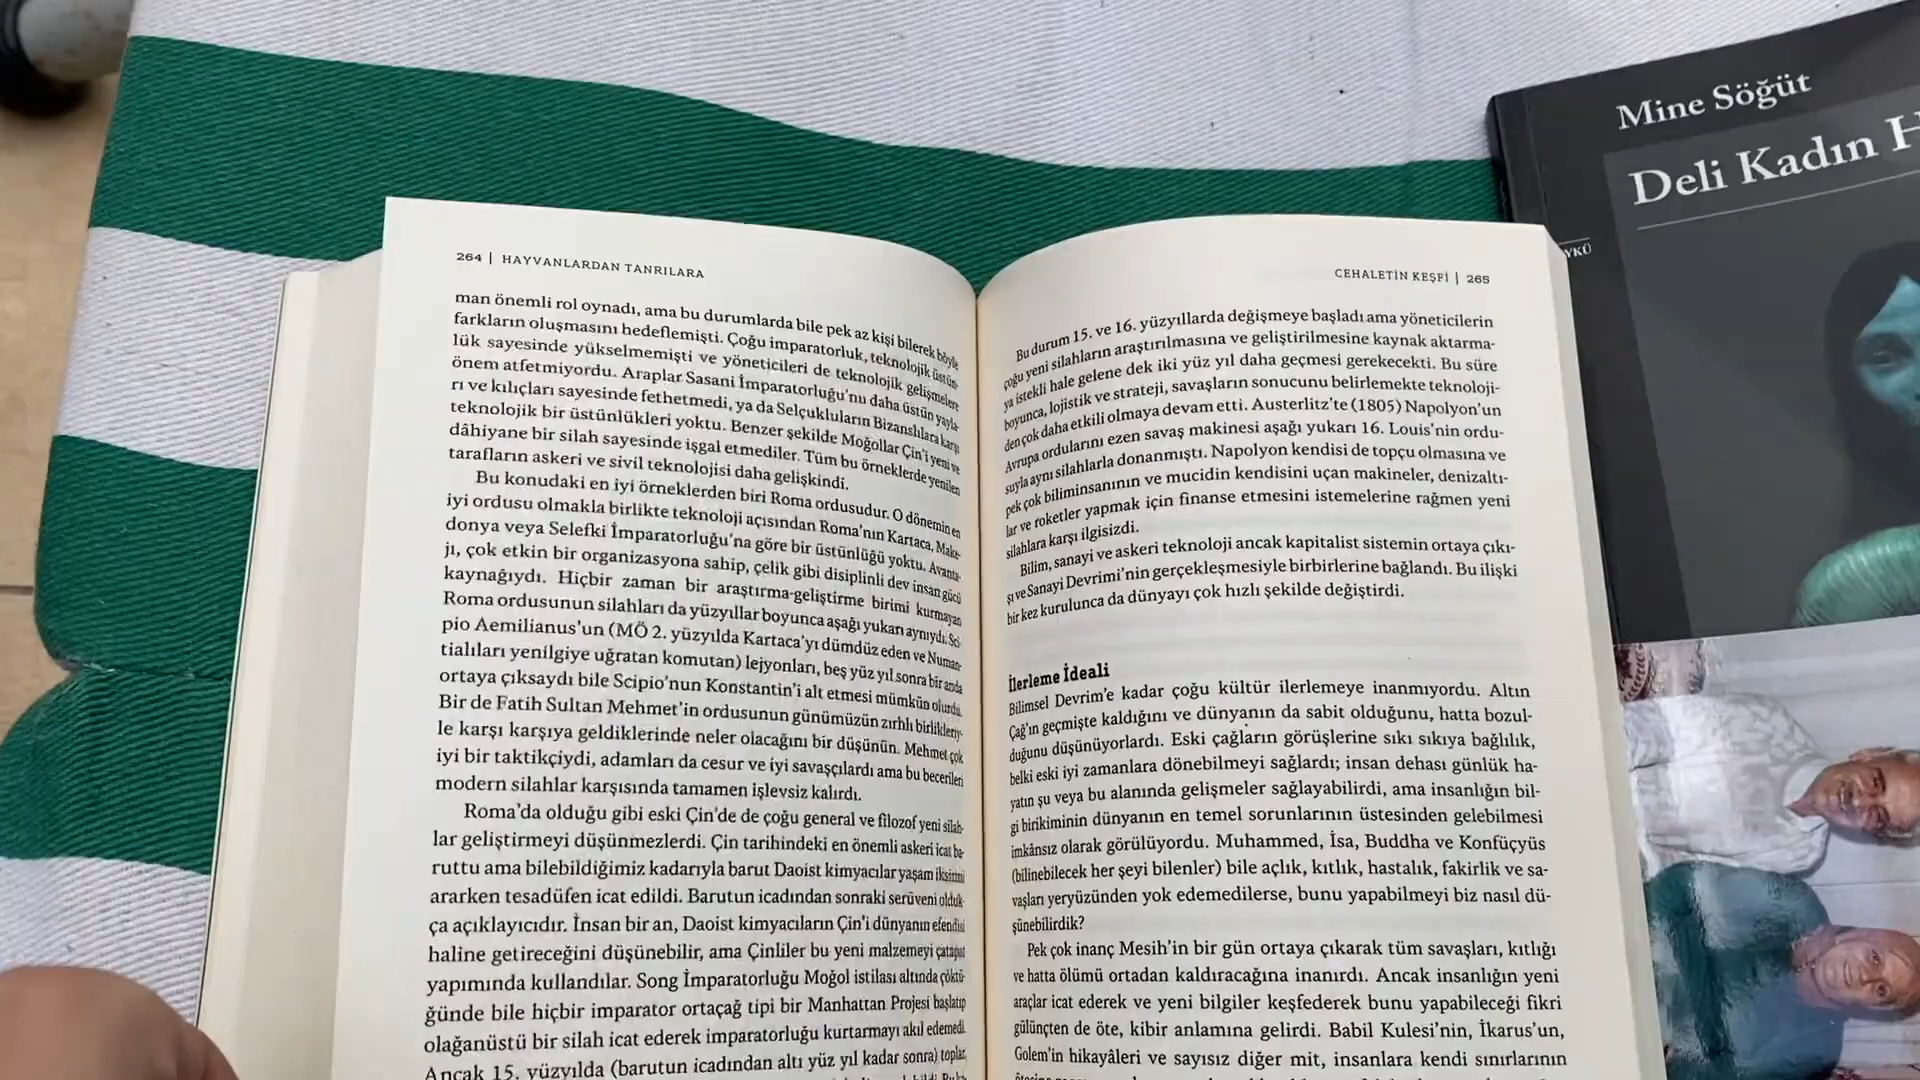 264 | HAYVANLARDAN TANRILARA
man önemli rol oynadı, ama bu durumlarda bile pek az kişi bilerek böyle
farkların oluşmasını hedeflemişti. Çoğu imparatorluk, teknolojik üstün-
lük sayesinde yükselmemişti ve yöneticileri de teknolojik gelişmelere
önem atfetmiyordu. Araplar Sasani İmparatorluğu'nu daha üstün yayla-
rı ve kılıçları sayesinde fethetmedi, ya da Selçukluların Bizanslılara karşı
teknolojik bir üstünlükleri yoktu. Benzer şekilde Moğollar Çin'i yeni ve
dâhiyane bir silah sayesinde işgal etmediler. Tüm bu örneklerde yenilen
tarafların askeri ve sivil teknolojisi daha gelişkindi.
Bu konudaki en iyi örneklerden biri Roma ordusudur. O dönemin en
iyi ordusu olmakla birlikte teknoloji açısından Roma'nın Kartaca, Make-
donya veya Selefki İmparatorluğu'na göre bir üstünlüğü yoktu. Avanta-
jı, çok etkin bir organizasyona sahip, çelik gibi disiplinli dev insan gücü
kaynağıydı. Hiçbir zaman bir araştırma-geliştirme birimi kurmayan
Roma ordusunun silahları da yüzyıllar boyunca aşağı yukarı aynıydı. Sci-
pio Aemilianus'un (MÖ 2. yüzyılda Kartaca'yı dümdüz eden ve Numan-
tialıları yenilgiye uğratan komutan) lejyonları, beş yüz yıl sonra bir anda
ortaya çıksaydı bile Scipio'nun Konstantin'i alt etmesi mümkün olurdu.
Bir de Fatih Sultan Mehmet'in ordusunun günümüzün zırhlı birlikleriy-
le karşı karşıya geldiklerinde neler olacağını bir düşünün. Mehmet çok
iyi bir taktikçiydi, adamları da cesur ve iyi savaşçılardı ama bu becerileri
modern silahlar karşısında tamamen işlevsiz kalırdı.
Roma'da olduğu gibi eski Çin'de de çoğu general ve filozof yeni silah-
lar geliştirmeyi düşünmezlerdi. Çin tarihindeki en önemli askeri icat ba-
ruttu ama bilebildiğimiz kadarıyla barut Daoist kimyacılar yaşam iksirini
ararken tesadüfen icat edildi. Barutun icadından sonraki serüveni olduk-
ça açıklayıcıdır. İnsan bir an, Daoist kimyacıların Çin'i dünyanın efendisi
haline getireceğini düşünebilir, ama Çinliler bu yeni malzemeyi çatapat
yapımında kullandılar. Song İmparatorluğu Moğol istilası altında çöktü-
ğünde bile hiçbir imparator ortaçağ tipi bir Manhattan Projesi başlatıp
olağanüstü bir silah icat ederek imparatorluğu kurtarmayı akıl edemedi.
Ancak 15. yüzyılda (barutun icadından altı yüz yıl kadar sonra) toplar,
CEHALETİN KEŞFİ | 265
Bu durum 15. ve 16. yüzyıllarda değişmeye başladı ama yöneticilerin
çoğu yeni silahların araştırılmasına ve geliştirilmesine kaynak aktarma-
ya istekli hale gelene dek iki yüz yıl daha geçmesi gerekecekti. Bu süre
boyunca, lojistik ve strateji, savaşların sonucunu belirlemekte teknoloji-
den çok daha etkili olmaya devam etti. Austerlitz'te (1805) Napolyon'un
Avrupa ordularını ezen savaş makinesi aşağı yukarı 16. Louis'nin ordu-
suyla aynı silahlarla donanmıştı. Napolyon kendisi de topçu olmasına ve
pek çok biliminsanının ve mucidin kendisini uçan makineler, denizaltı-
lar ve roketler yapmak için finanse etmesini istemelerine rağmen yeni
silahlara karşı ilgisizdi.
Bilim, sanayi ve askeri teknoloji ancak kapitalist sistemin ortaya çıkı-
şı ve Sanayi Devrimi'nin gerçekleşmesiyle birbirlerine bağlandı. Bu ilişki
bir kez kurulunca da dünyayı çok hızlı şekilde değiştirdi.
İlerleme İdeali
Bilimsel Devrim'e kadar çoğu kültür ilerlemeye inanmıyordu. Altın
Çağ'ın geçmişte kaldığını ve dünyanın da sabit olduğunu, hatta bozul-
duğunu düşünüyorlardı. Eski çağların görüşlerine sıkı sıkıya bağlılık,
belki eski iyi zamanlara dönebilmeyi sağlardı; insan dehası günlük ha-
yatın şu veya bu alanında gelişmeler sağlayabilirdi, ama insanlığın bil-
gi birikiminin dünyanın en temel sorunlarının üstesinden gelebilmesi
imkânsız olarak görülüyordu. Muhammed, İsa, Buddha ve Konfüçyüs
(bilinebilecek her şeyi bilenler) bile açlık, kıtlık, hastalık, fakirlik ve sa-
vaşları yeryüzünden yok edemedilerse, bunu yapabilmeyi biz nasıl dü-
şünebilirdik?
Pek çok inanç Mesih'in bir gün ortaya çıkarak tüm savaşları, kıtlığı
ve hatta ölümü ortadan kaldıracağına inanırdı. Ancak insanlığın yeni
araçlar icat ederek ve yeni bilgiler keşfederek bunu yapabileceği fikri
gülünçten de öte, kibir anlamına gelirdi. Babil Kulesi'nin, İkarus'un,
Golem'in hikayâleri ve sayısız diğer mit, insanlara kendi sınırlarının
Mine Söğüt
Deli Kadın H
YKÜ